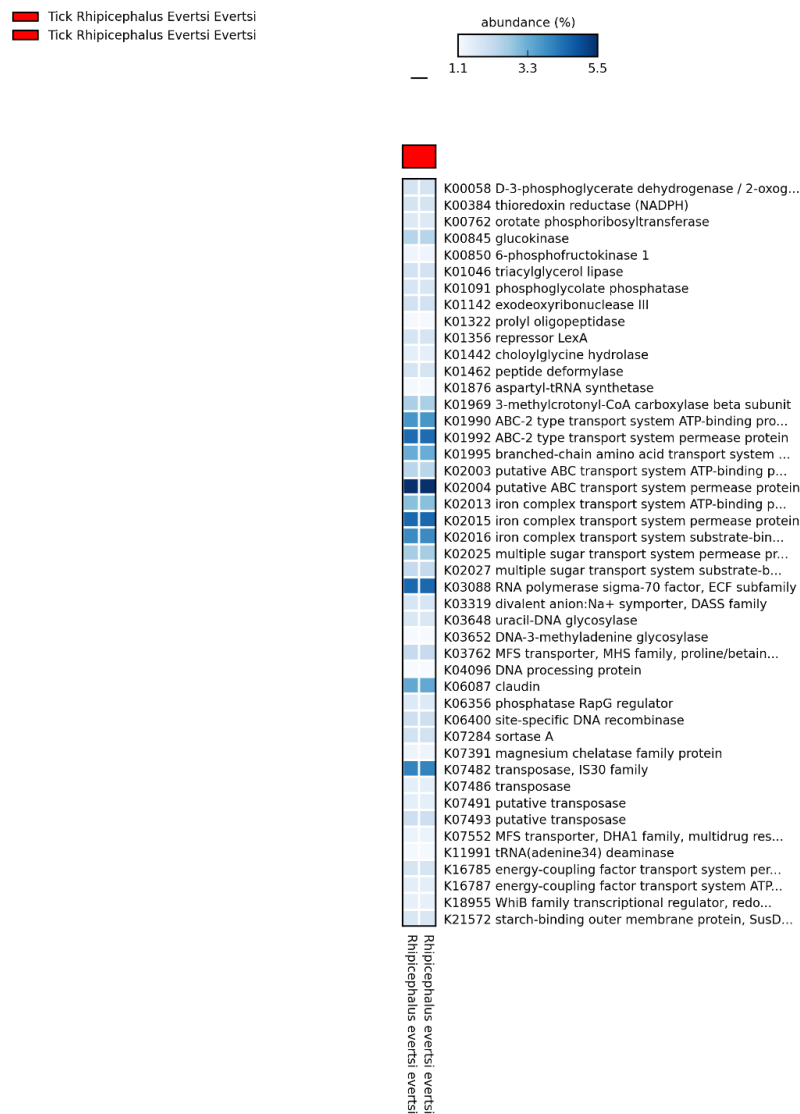 Tick Rhipicephalus Evertsi Evertsi
Tick Rhipicephalus Evertsi Evertsi
abundance (%)
1.1 3.3 5.5
K00058 D-3-phosphoglycerate dehydrogenase / 2-oxog...
K00384 thioredoxin reductase (NADPH)
K00762 orotate phosphoribosyltransferase
K00845 glucokinase
K00850 6-phosphofructokinase 1
K01046 triacylglycerol lipase
K01091 phosphoglycolate phosphatase
K01142 exodeoxyribonuclease III
K01322 prolyl oligopeptidase
K01356 repressor LexA
K01442 choloylglycine hydrolase
K01462 peptide deformylase
K01876 aspartyl-tRNA synthetase
K01969 3-methylcrotonyl-CoA carboxylase beta subunit
K01990 ABC-2 type transport system ATP-binding pro...
K01992 ABC-2 type transport system permease protein
K01995 branched-chain amino acid transport system ...
K02003 putative ABC transport system ATP-binding p...
K02004 putative ABC transport system permease protein
K02013 iron complex transport system ATP-binding p...
K02015 iron complex transport system permease protein
K02016 iron complex transport system substrate-bin...
K02025 multiple sugar transport system permease pr...
K02027 multiple sugar transport system substrate-b...
K03088 RNA polymerase sigma-70 factor, ECF subfamily
K03319 divalent anion:Na+ symporter, DASS family
K03648 uracil-DNA glycosylase
K03652 DNA-3-methyladenine glycosylase
K03762 MFS transporter, MHS family, proline/betain...
K04096 DNA processing protein
K06087 claudin
K06356 phosphatase RapG regulator
K06400 site-specific DNA recombinase
K07284 sortase A
K07391 magnesium chelatase family protein
K07482 transposase, IS30 family
K07486 transposase
K07491 putative transposase
K07493 putative transposase
K07552 MFS transporter, DHA1 family, multidrug res...
K11991 tRNA(adenine34) deaminase
K16785 energy-coupling factor transport system per...
K16787 energy-coupling factor transport system ATP...
K18955 WhiB family transcriptional regulator, redo...
K21572 starch-binding outer membrane protein, SusD...
Rhipicephalus evertsi evertsi
Rhipicephalus evertsi evertsi